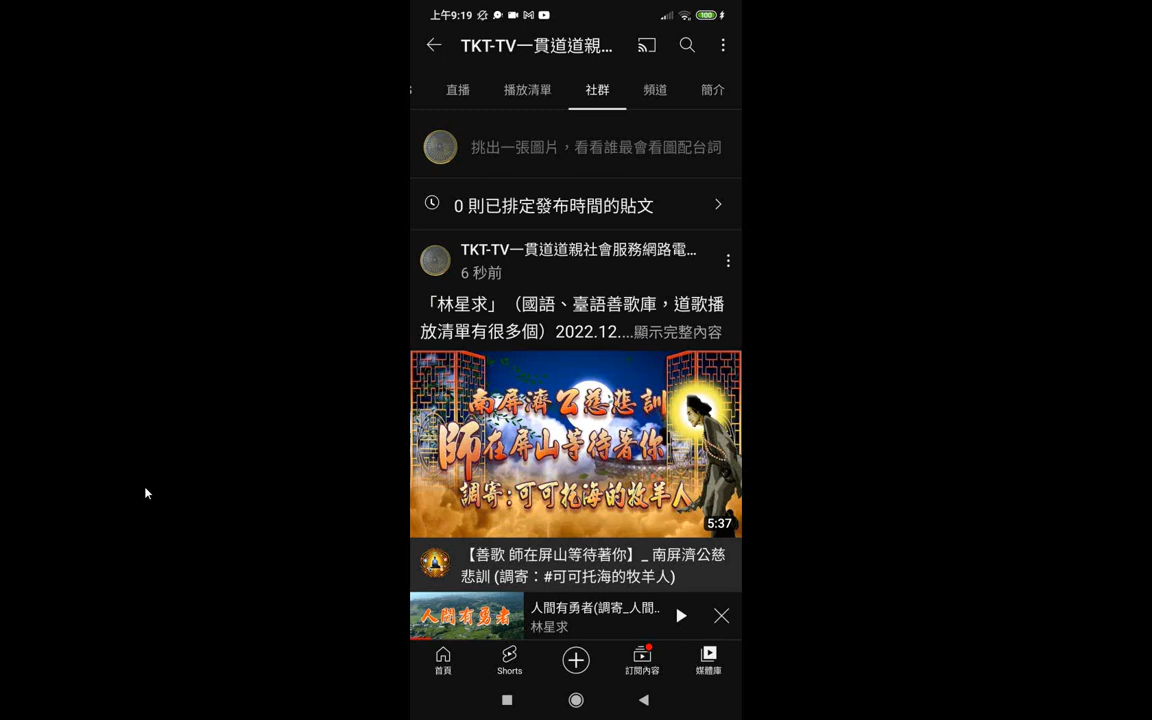 上午9:19
100
TKT-TV一貫道道親...
直播
播放清單
社群
頻道
簡介
挑出一張圖片，看看誰最會看圖配台詞
0 則已排定發布時間的貼文
TKT-TV一貫道道親社會服務網路電...
6 秒前
「林星求」（國語、臺語善歌庫，道歌播
放清單有很多個）2022.12....顯示完整內容
南屏濟公慈悲訓
師在屏山等待著你
調寄:可可托海的牧羊人
5:37
【善歌 師在屏山等待著你】_ 南屏濟公慈
悲訓 (調寄：#可可托海的牧羊人)
人間有勇者
人間有勇者(調寄_人間..
林星求
首頁
Shorts
訂閱內容
媒體庫